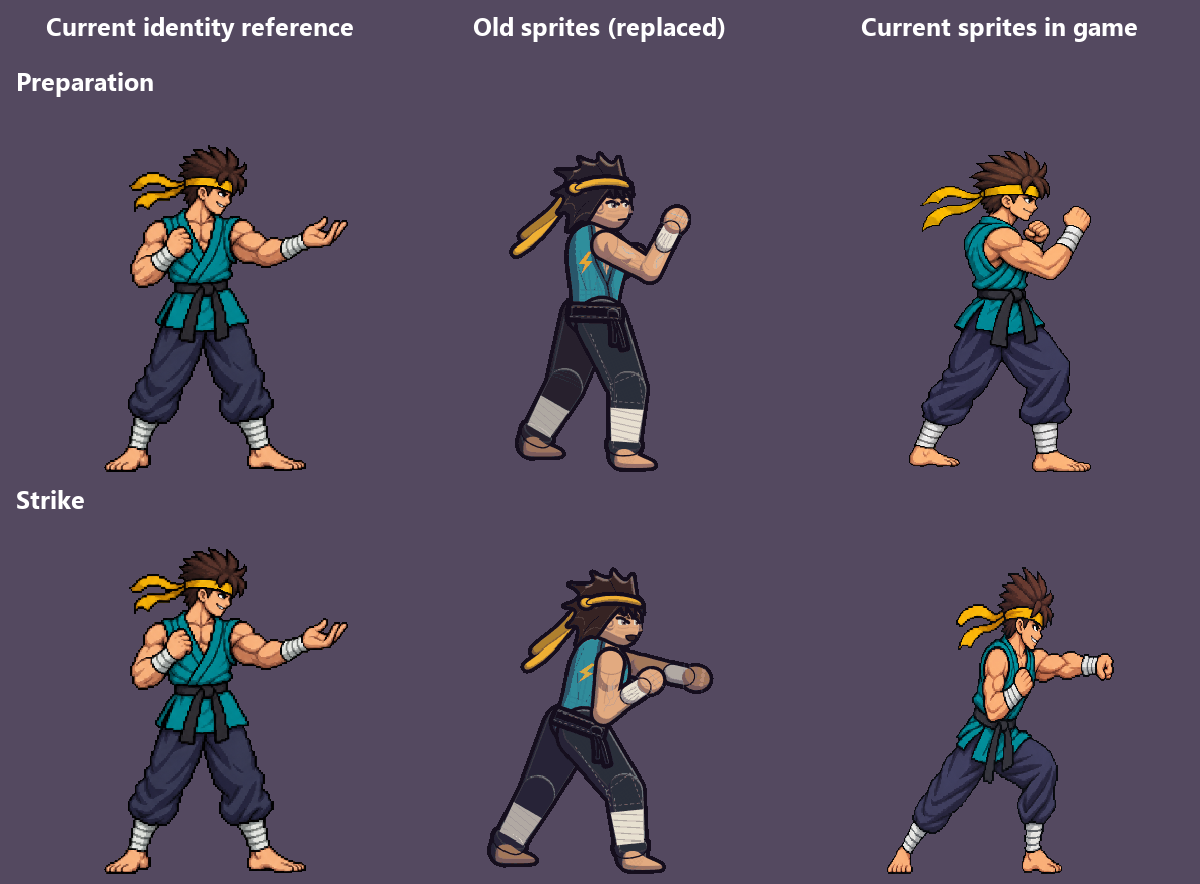 Current identity reference
Old sprites (replaced)
Current sprites in game
Preparation
Strike